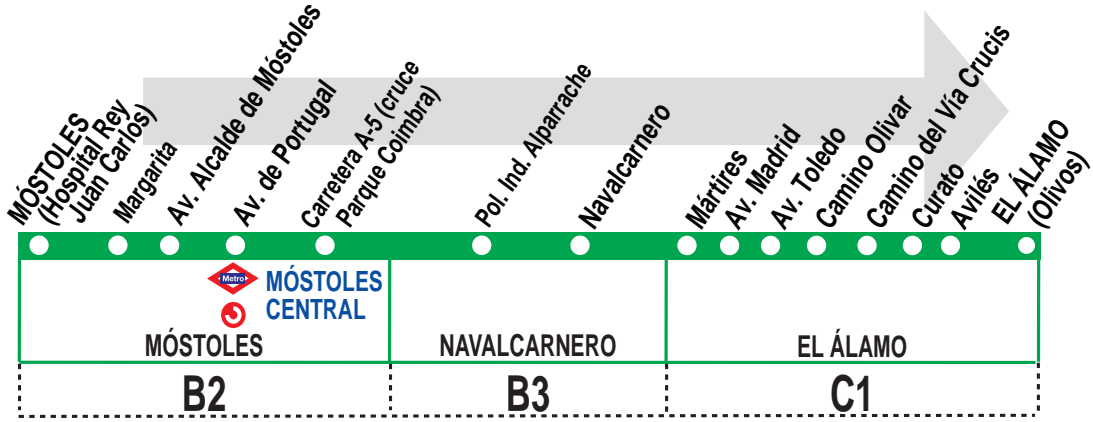 MÓSTOLES
(Hospital Rey
Juan Carlos)
Margarita
Av. Alcalde de Móstoles
Av. de Portugal
Carretera A-5 (cruce
Parque Coimbra)
Pol. Ind. Alparrache
Navalcarnero
Mártires
Av. Madrid
Av. Toledo
Camino Olivar
Camino del Vía Crucis
Curato
Avilés
EL ÁLAMO
(Olivos)
Metro
MÓSTOLES
CENTRAL
MÓSTOLES
NAVALCARNERO
EL ÁLAMO
B2
B3
C1